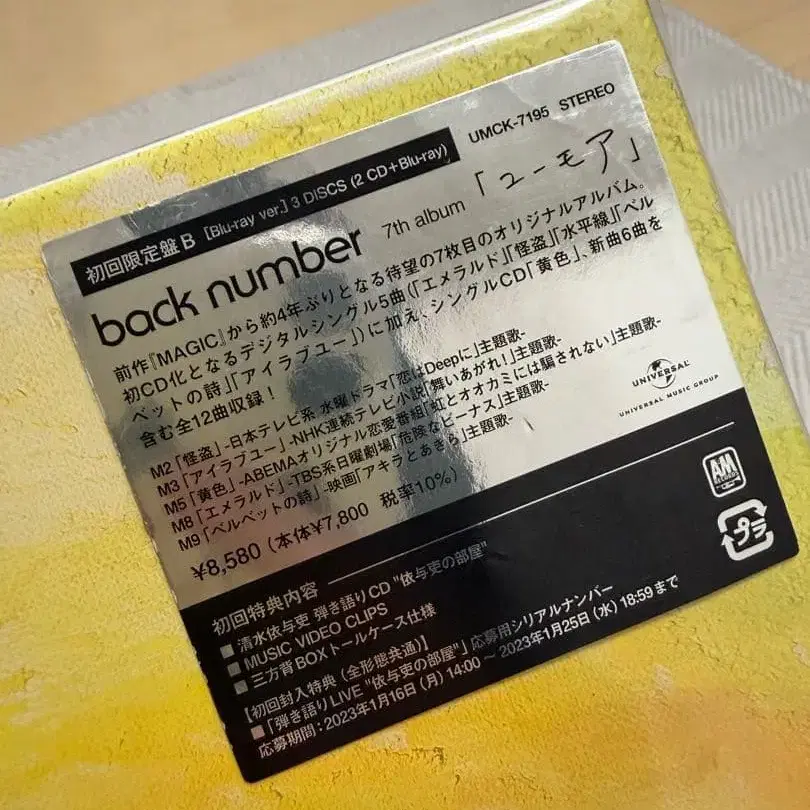 初回限定盤B [Blu-ray ver.] 3 DISCS (2 CD+Blu-ray)
UMCK-7195 STEREO
back number 7th album 「ユーモア」
前作『MAGIC』から約4年ぶりとなる待望の7枚目のオリジナルアルバム。
初CD化となるデジタルシングル5曲(「エメラルド」「怪盗」「水平線」「ベル
ベットの詩」「アイラブユー」)に加え、シングルCD「黄色」、新曲6曲を
含む全12曲収録！
M2「怪盗」-日本テレビ系 水曜ドラマ「恋はDeepに」主題歌-
M3「アイラブユー」-NHK連続テレビ小説「舞いあがれ！」主題歌-
M5「黄色」-ABEMAオリジナル恋愛番組「虹とオオカミには騙されない」主題歌-
M8「エメラルド」-TBS系日曜劇場「危険なビーナス」主題歌-
M9「ベルベットの詩」-映画「アキラとあきら」主題歌-
¥8,580 (本体¥7,800 税率10%)
UNIVERSAL
UNIVERSAL MUSIC GROUP
A&M
RECORDS
プラ
初回特典内容
■ 清水依与吏 弾き語りCD "依与吏の部屋"
■ MUSIC VIDEO CLIPS
■ 三方背BOXトールケース仕様
【初回封入特典 (全形態共通)】
■「弾き語りLIVE "依与吏の部屋"」応募用シリアルナンバー
応募期間：2023年1月16日 (月) 14:00 ～ 2023年1月25日 (水) 18:59まで